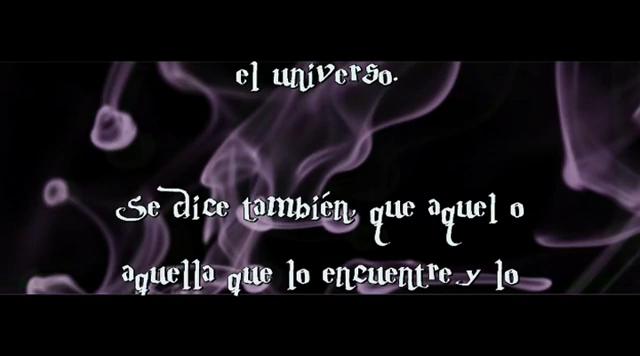 el universo.
Se dice también, que aquel o
aquella que lo encuentre y lo